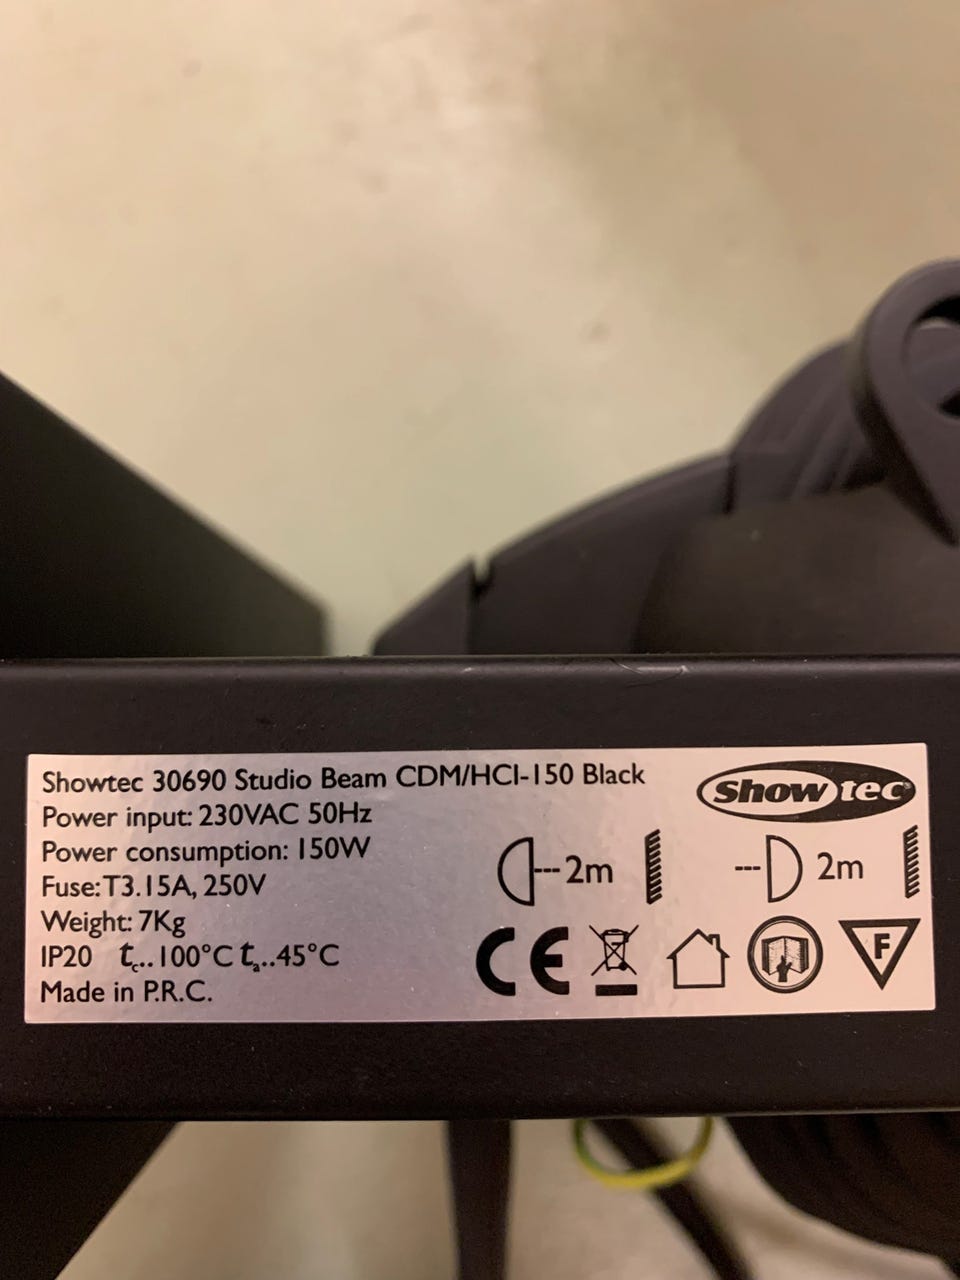 Showtec 30690 Studio Beam CDM/HCI-150 Black
Power input: 230VAC 50Hz
Power consumption: 150W
Fuse: T3.15A, 250V
Weight: 7Kg
IP20 tc..100°C ta..45°C
Made in P.R.C.
Showtec
2m
2m
CE
F